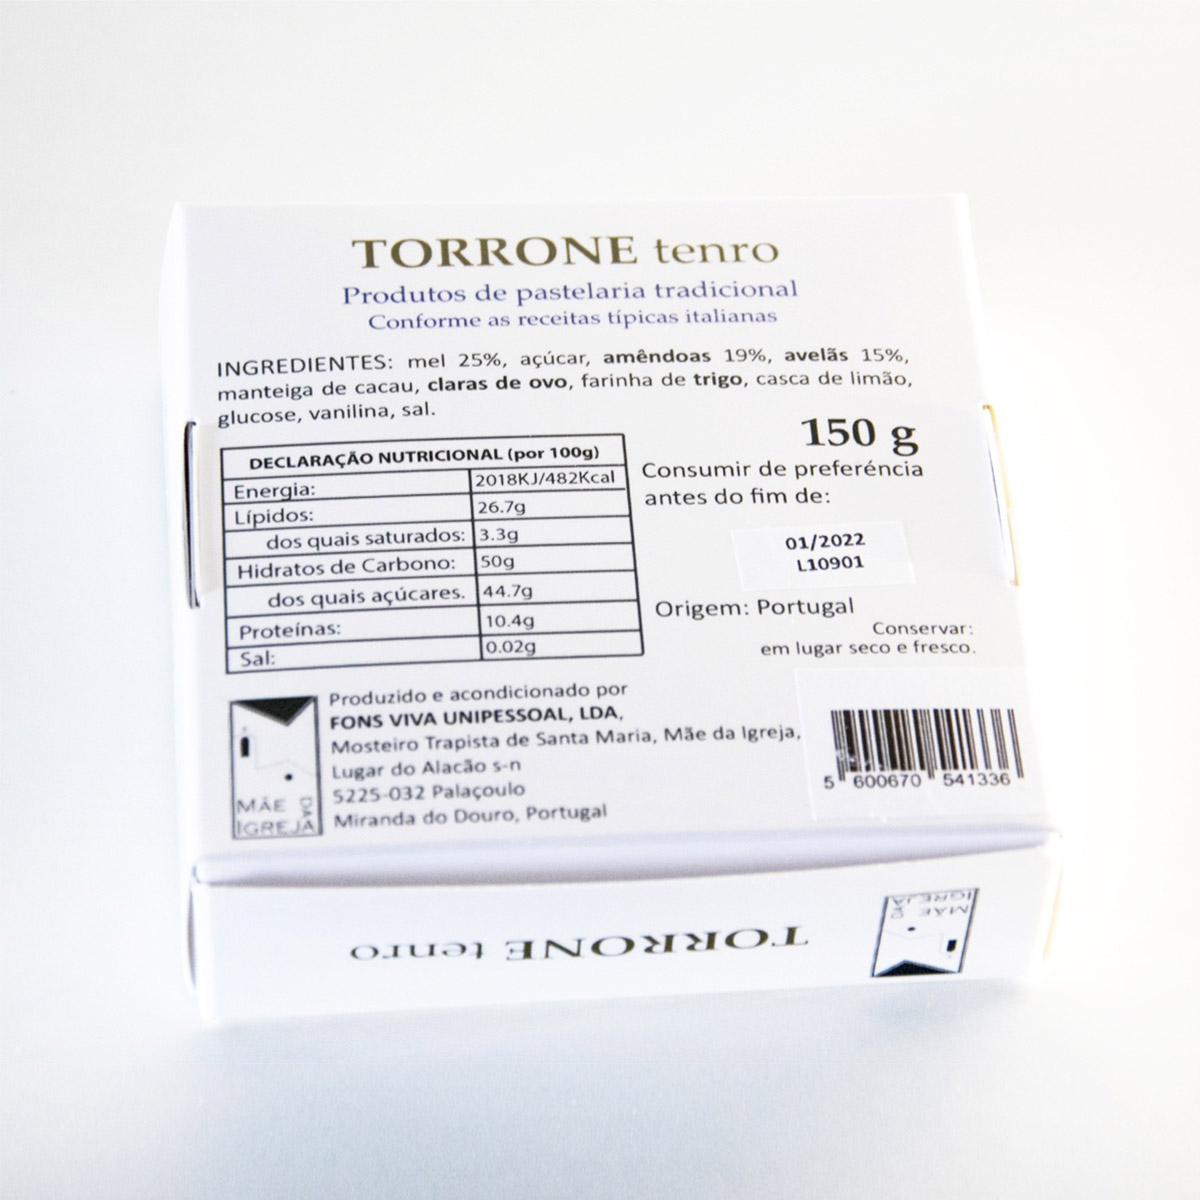 TORRONE tenro
Produtos de pastelaria tradicional
Conforme as receitas típicas italianas
INGREDIENTES: mel 25%, açúcar, amêndoas 19%, avelãs 15%,
manteiga de cacau, claras de ovo, farinha de trigo, casca de limão,
glucose, vanilina, sal.
DECLARAÇÃO NUTRICIONAL (por 100g)
Energia: 2018KJ/482Kcal
Lípidos: 26.7g
dos quais saturados: 3.3g
Hidratos de Carbono: 50g
dos quais açúcares. 44.7g
Proteínas: 10.4g
Sal: 0.02g
150 g
Consumir de preferéncia
antes do fim de:
01/2022
L10901
Origem: Portugal
Conservar:
em lugar seco e fresco.
MÃE DA
IGREJA
Produzido e acondicionado por
FONS VIVA UNIPESSOAL, LDA,
Mosteiro Trapista de Santa Maria, Mãe da Igreja,
Lugar do Alacão s-n
5225-032 Palaçoulo
Miranda do Douro, Portugal
5 600670 541336
TORRONE tenro
MÃE DA
IGREJA